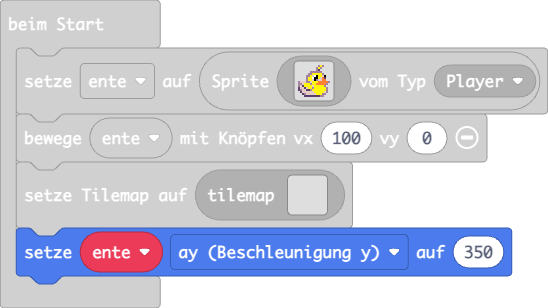 beim Start
setze ente auf Sprite vom Typ Player
bewege ente mit Knöpfen vx 100 vy 0
setze Tilemap auf tilemap
setze ente ay (Beschleunigung y) auf 350